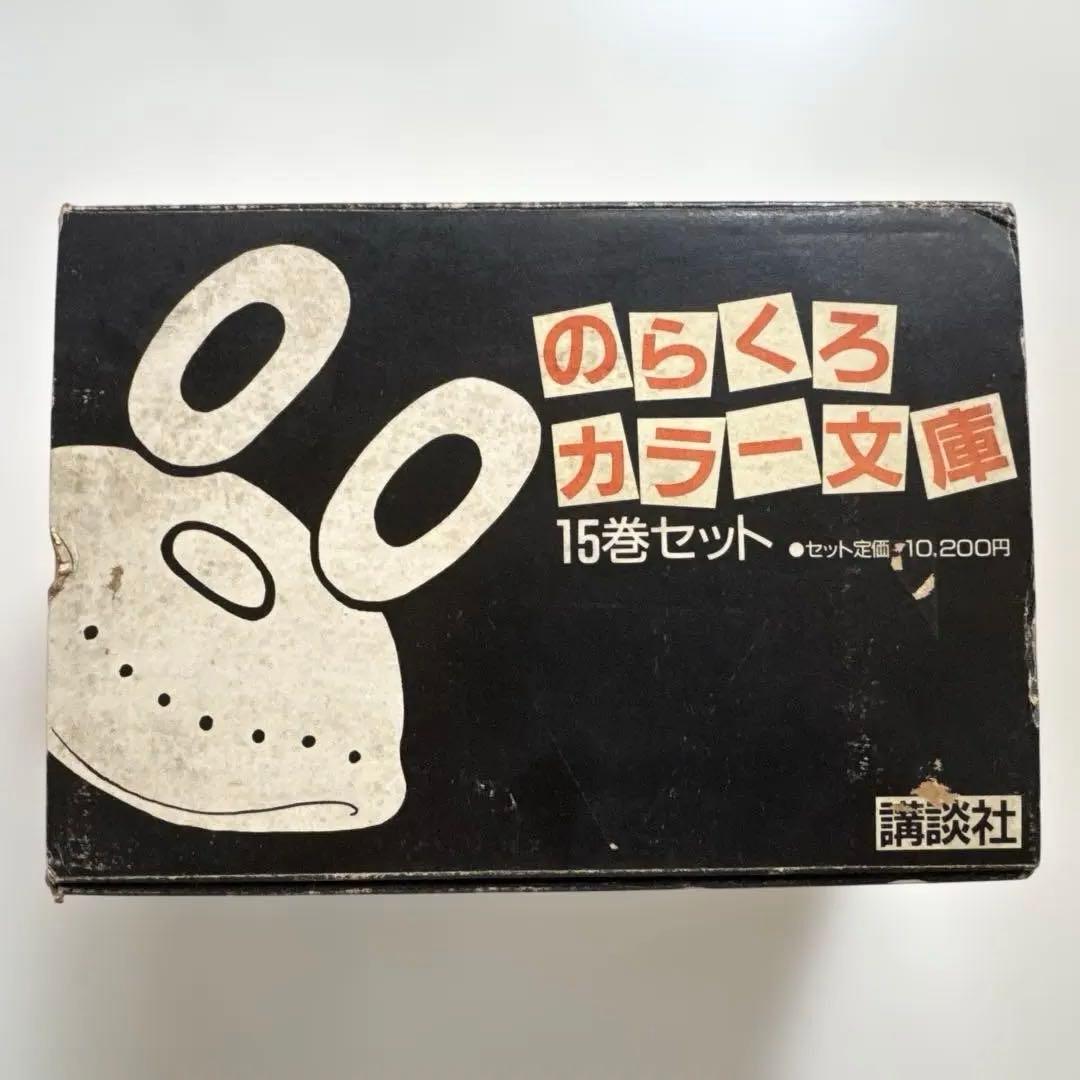 のらくろ
カラー文庫
15巻セット ●セット定価 10,200円
講談社